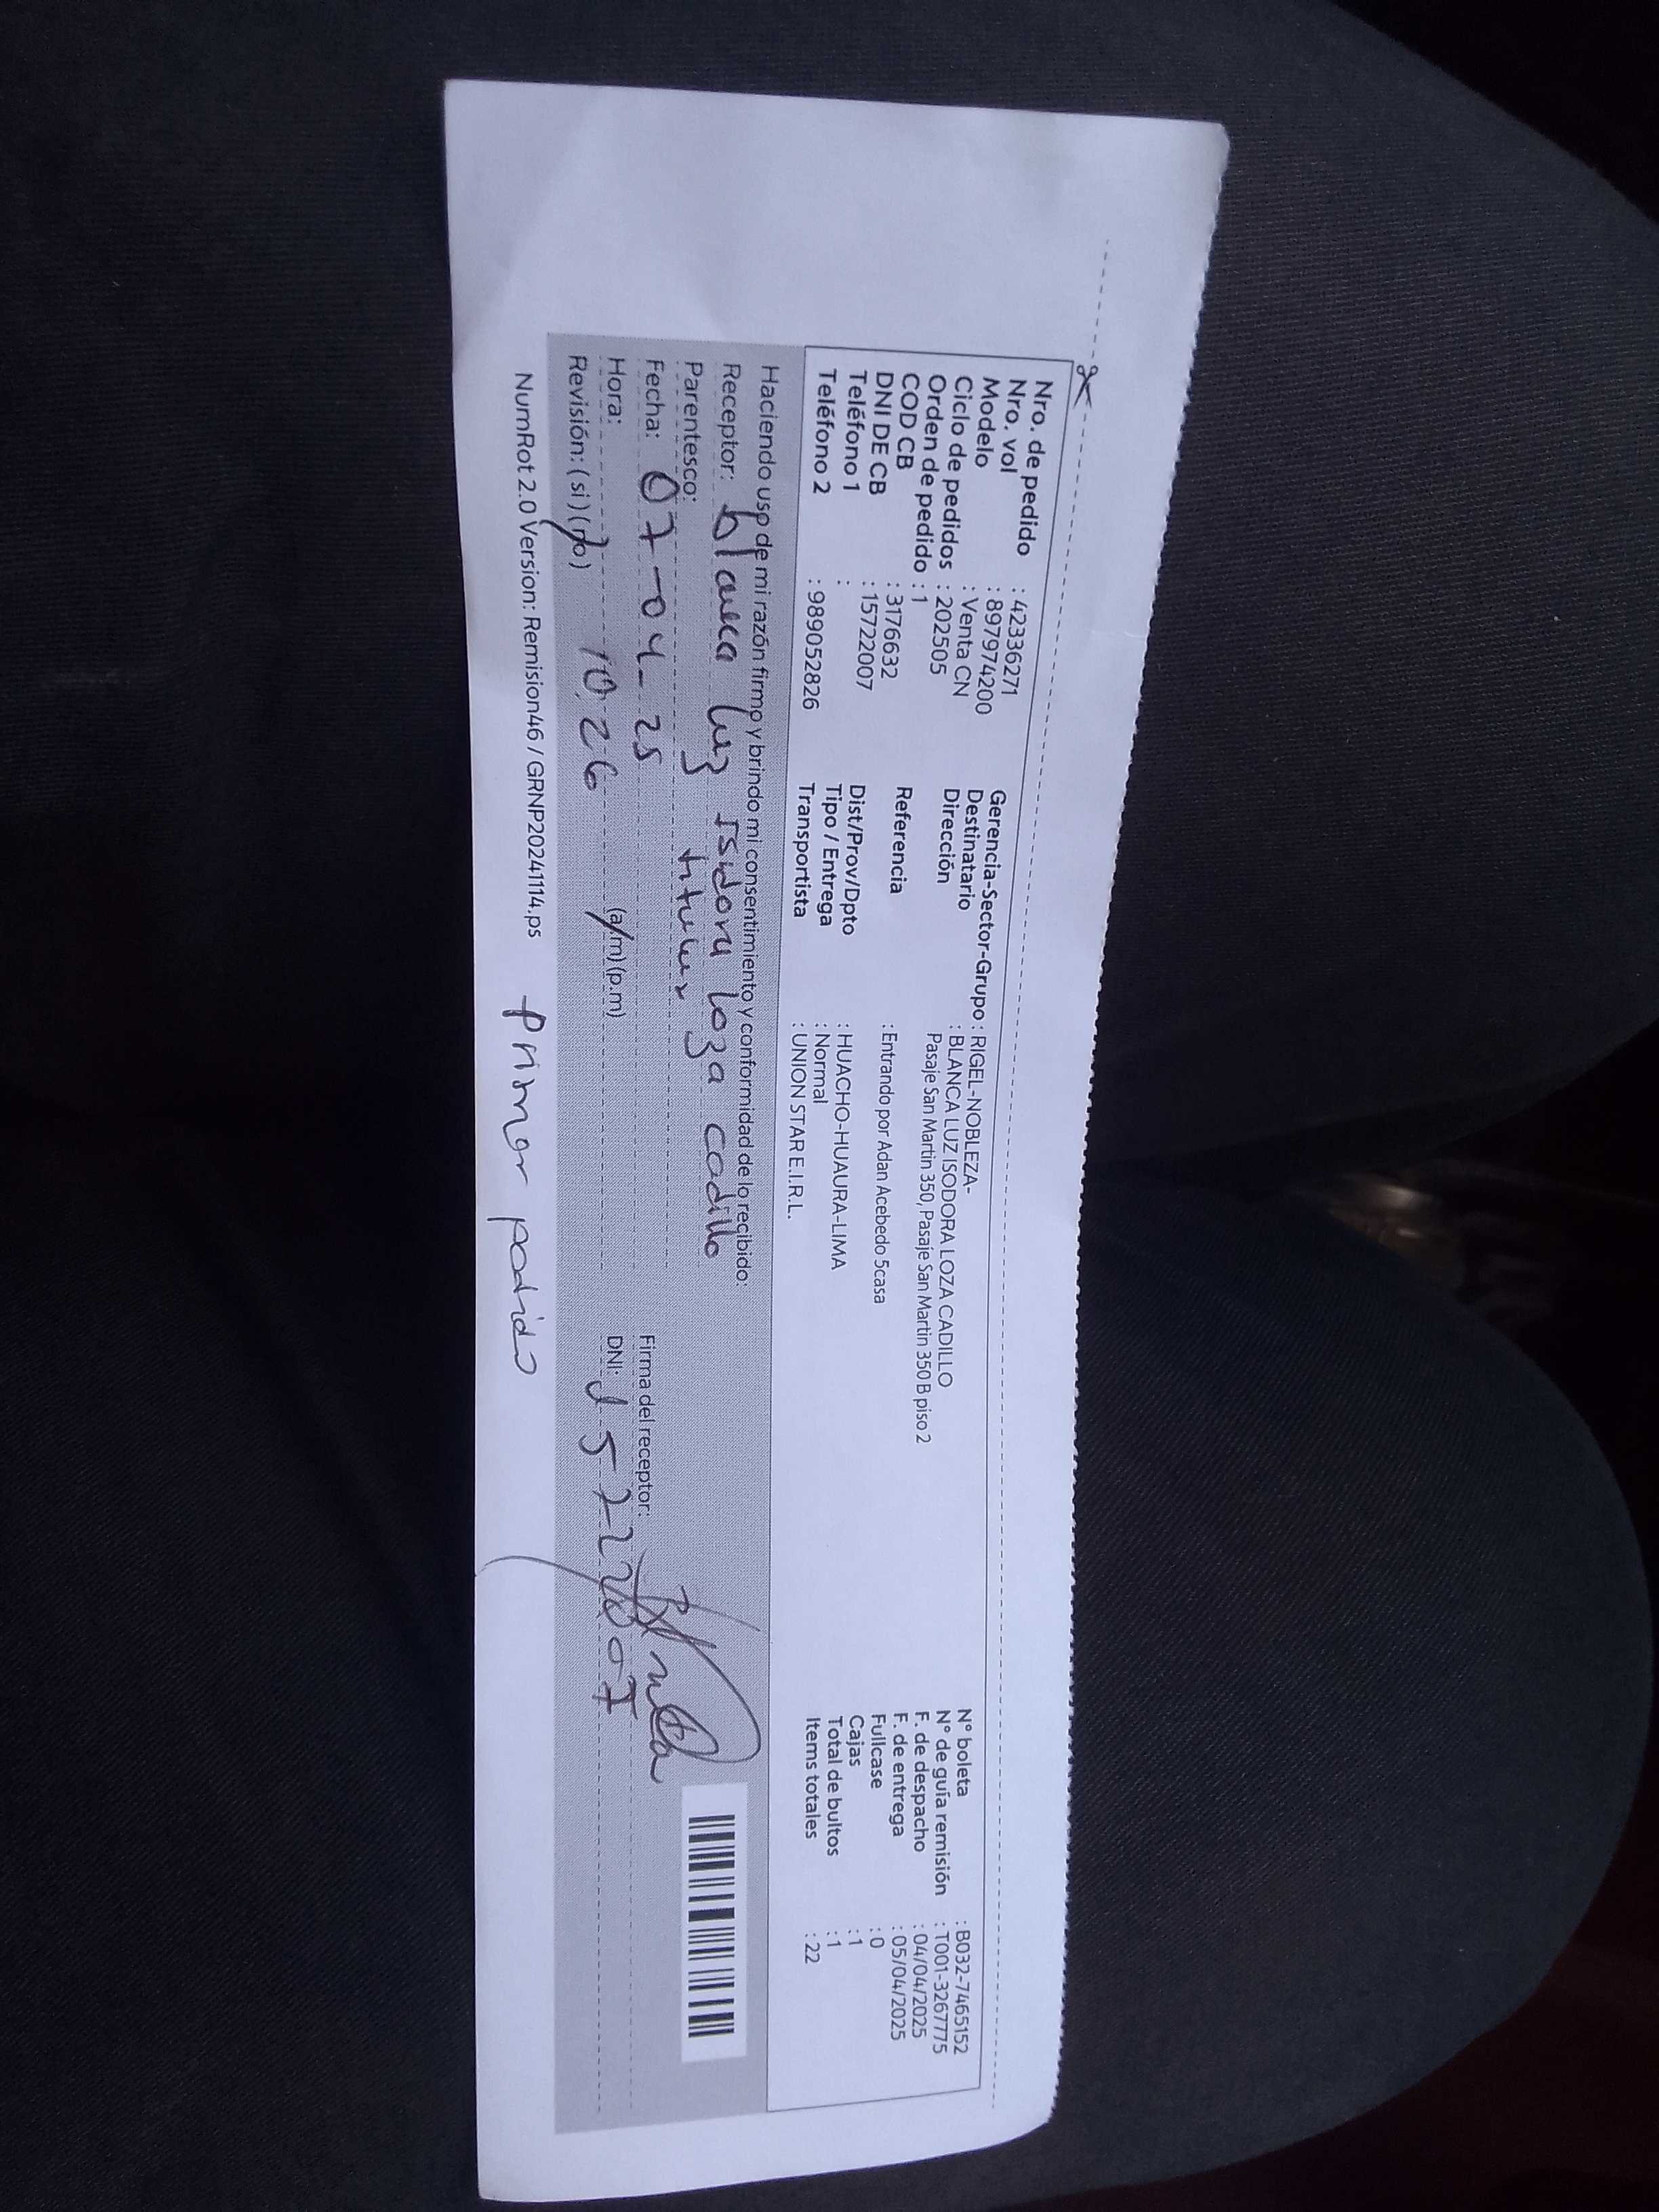 Nro. de pedido : 42336271
Nro. vol : 897974200
Modelo : Venta CN
Ciclo de pedidos : 202505
Orden de pedido : 1
COD CB : 3176632
DNI DE CB : 15722007
Teléfono 1 :
Teléfono 2 : 989052826
Gerencia-Sector-Grupo : RIGEL-NOBLEZA-
Destinatario : BLANCA LUZ ISODORA LOZA CADILLO
Dirección Pasaje San Martin 350, Pasaje San Martin 350 B piso 2
Referencia : Entrando por Adan Acebedo 5casa
Dist/Prov/Dpto : HUACHO-HUAURA-LIMA
Tipo / Entrega : Normal
Transportista : UNION STAR E.I.R.L.
N° boleta : B032-7465152
N° de guía remisión : T001-3267775
F. de despacho : 04/04/2025
F. de entrega : 05/04/2025
Fullcase : 0
Cajas : 1
Total de bultos : 1
Items totales : 22
Haciendo uso de mi razón firmo y brindo mi consentimiento y conformidad de lo recibido:
Receptor: blanca luz Isidora loza cadillo
Parentesco: titular
Fecha: 07-04-25
Hora: 10.26 (a.m) (p.m)
Revisión: ( si ) (no)
Firma del receptor:
DNI: 15722007
NumRot 2.0 Version: Remision46 / GRNP20241114.ps
primer pedido